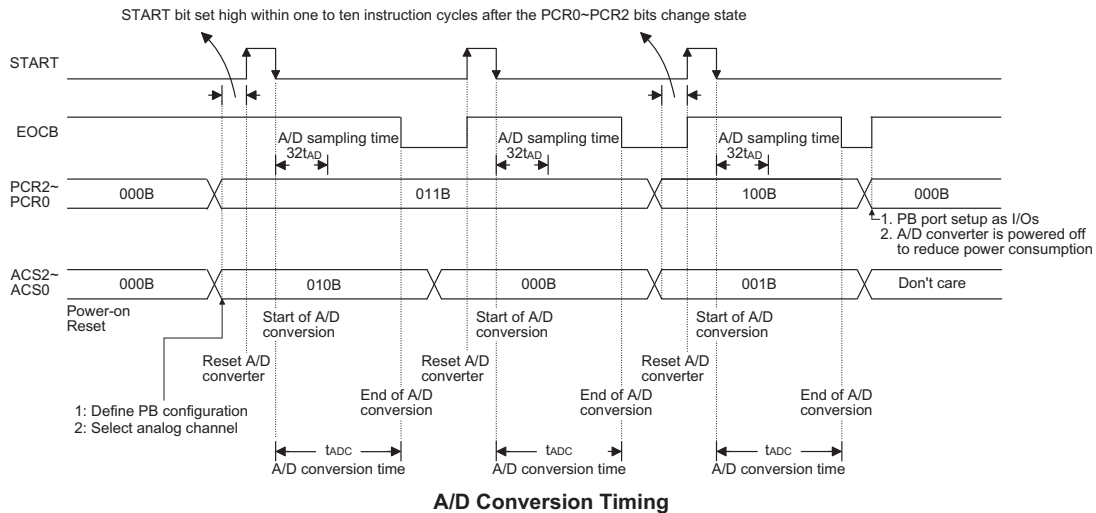 START bit set high within one to ten instruction cycles after the PCR0~PCR2 bits change state
START
EOCB
A/D sampling time
32tAD
A/D sampling time
32tAD
A/D sampling time
32tAD
PCR2~
PCR0
000B
011B
100B
000B
1. PB port setup as I/Os
2. A/D converter is powered off
to reduce power consumption
ACS2~
ACS0
000B
010B
000B
001B
Don't care
Power-on
Reset
Start of A/D
conversion
Start of A/D
conversion
Start of A/D
conversion
Reset A/D
converter
Reset A/D
converter
Reset A/D
converter
1: Define PB configuration
2: Select analog channel
End of A/D
conversion
End of A/D
conversion
End of A/D
conversion
tADC
A/D conversion time
tADC
A/D conversion time
tADC
A/D conversion time
A/D Conversion Timing